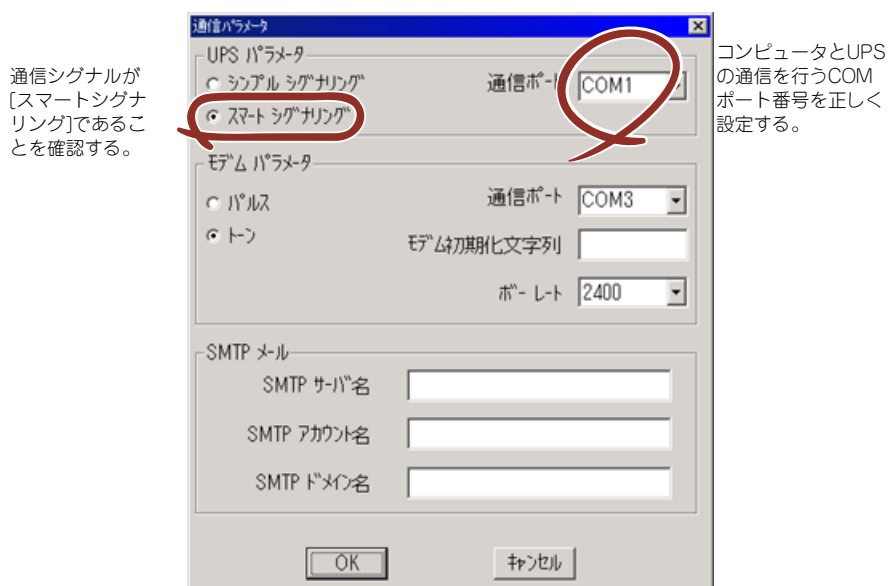 通信パラメータ
通信シグナルが
[スマートシグナ
リング]であるこ
とを確認する。
UPS パラメータ
シンプル シグナリング
スマート シグナリング
通信ポート
COM1
コンピュータとUPS
の通信を行うCOM
ポート番号を正しく
設定する。
モデム パラメータ
パルス
トーン
通信ポート
COM3
モデム初期化文字列
ボー レート
2400
SMTP メール
SMTP サーバ名
SMTP アカウント名
SMTP ドメイン名
OK
キャンセル